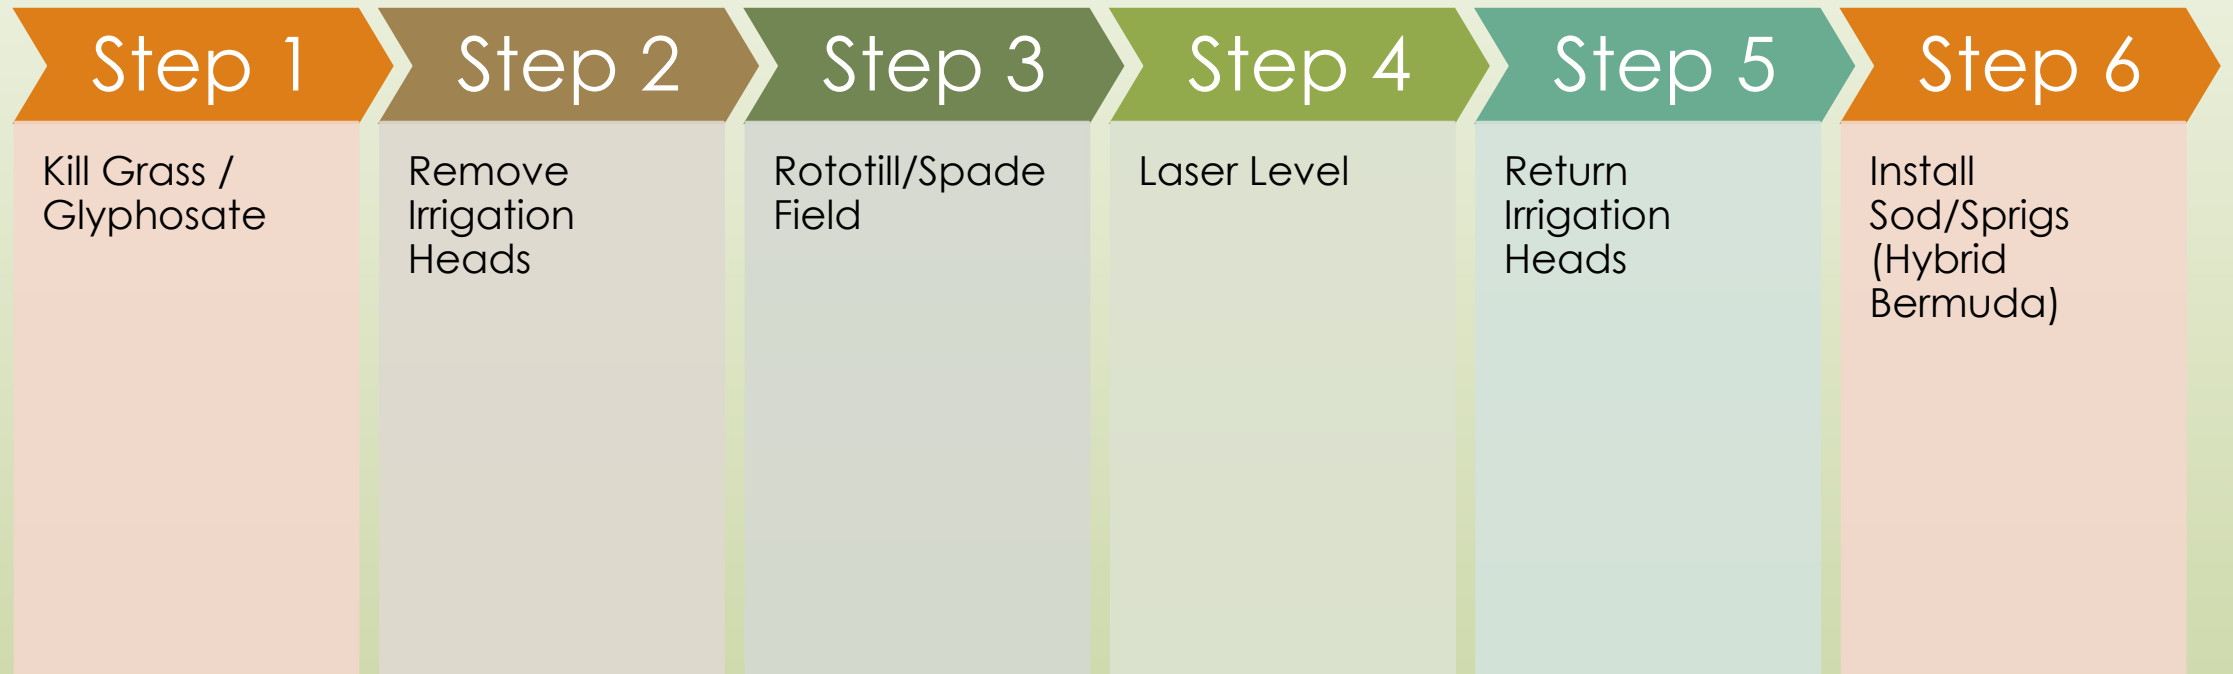 Step 1
Kill Grass /
Glyphosate
Step 2
Remove
Irrigation
Heads
Step 3
Rototill/Spade
Field
Step 4
Laser Level
Step 5
Return
Irrigation
Heads
Step 6
Install
Sod/Sprigs
(Hybrid
Bermuda)